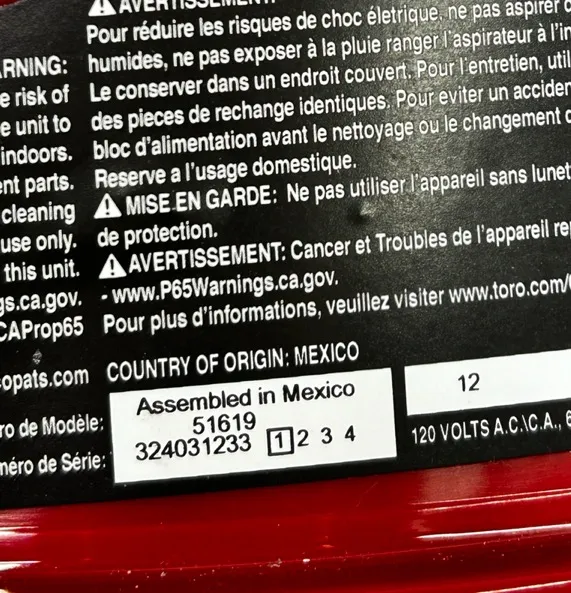 AVERTISSEMENT:
Pour réduire les risques de choc életrique, ne pas aspirer
ARNING: humides, ne pas exposer à la pluie ranger l'aspirateur à l'in
e risk of Le conserver dans un endroit couvert. Pour l'entretien, util
e unit to des pieces de rechange identiques. Pour eviter un acciden
indoors. bloc d'alimentation avant le nettoyage ou le changement
ent parts. Reserve a l'usage domestique.
cleaning MISE EN GARDE: Ne pas utiliser l'appareil sans lunet
use only. de protection.
this unit. AVERTISSEMENT: Cancer et Troubles de l'appareil re
gs.ca.gov. - www.P65Warnings.ca.gov.
CAProp65 Pour plus d'informations, veuillez visiter www.toro.com/
opats.com COUNTRY OF ORIGIN: MEXICO
Assembled in Mexico
ro de Modèle: 51619 12
méro de Série: 324031233 1 2 3 4 120 VOLTS A.C.\C.A., 6